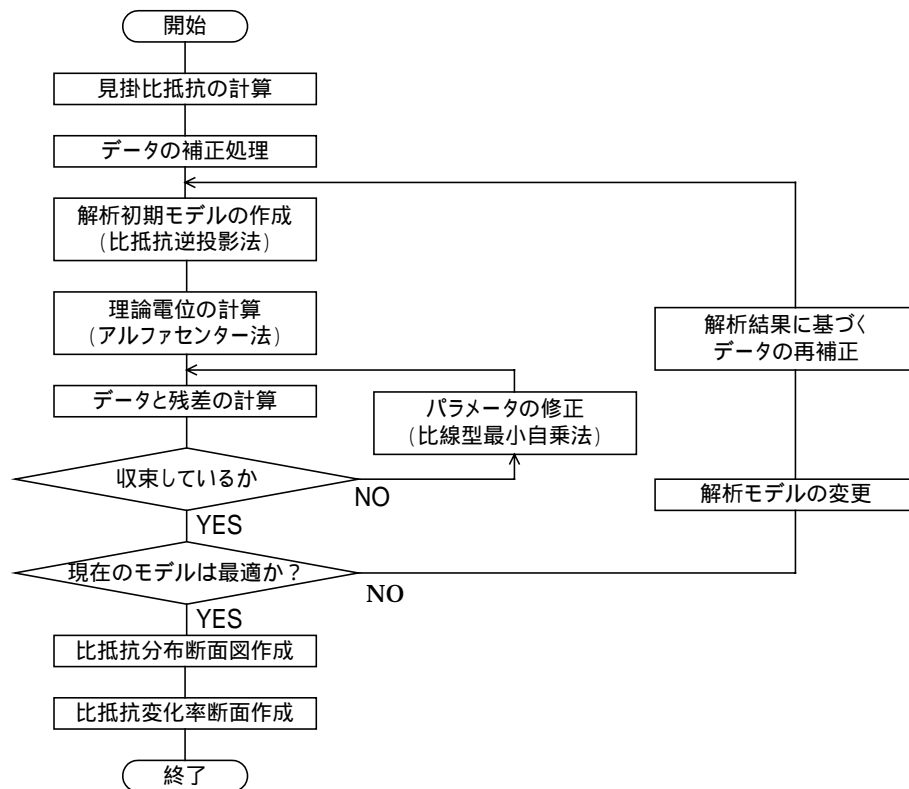 開始
見掛比抵抗の計算
データの補正処理
解析初期モデルの作成
(比抵抗逆投影法)
理論電位の計算
(アルファセンター法)
データと残差の計算
パラメータの修正
(比線型最小自乗法)
収束しているか
NO
YES
現在のモデルは最適か?
NO
YES
解析結果に基づく
データの再補正
解析モデルの変更
比抵抗分布断面図作成
比抵抗変化率断面作成
終了